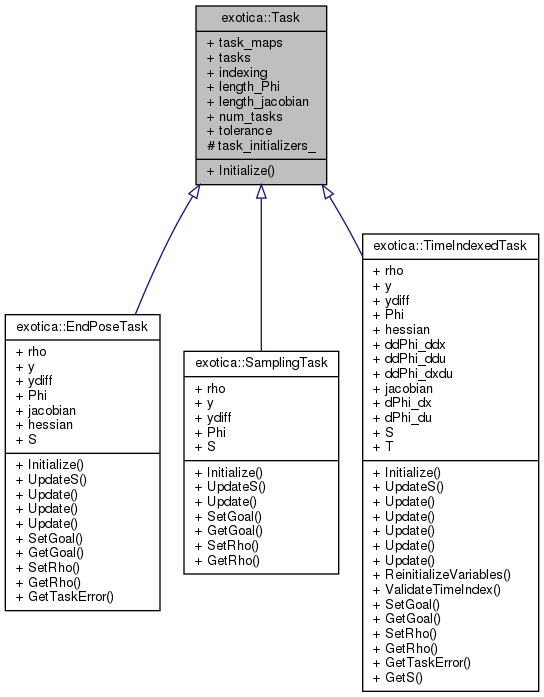 exotica::Task
+ task_maps
+ tasks
+ indexing
+ length_Phi
+ length_jacobian
+ num_tasks
+ tolerance
# task_initializers_
+ Initialize()
exotica::EndPoseTask
+ rho
+ y
+ ydiff
+ Phi
+ jacobian
+ hessian
+ S
+ Initialize()
+ UpdateS()
+ Update()
+ Update()
+ Update()
+ SetGoal()
+ GetGoal()
+ SetRho()
+ GetRho()
+ GetTaskError()
exotica::SamplingTask
+ rho
+ y
+ ydiff
+ Phi
+ S
+ Initialize()
+ UpdateS()
+ Update()
+ SetGoal()
+ GetGoal()
+ SetRho()
+ GetRho()
exotica::TimeIndexedTask
+ rho
+ y
+ ydiff
+ Phi
+ hessian
+ ddPhi_ddx
+ ddPhi_ddu
+ ddPhi_dxdu
+ jacobian
+ dPhi_dx
+ dPhi_du
+ S
+ T
+ Initialize()
+ UpdateS()
+ Update()
+ Update()
+ Update()
+ Update()
+ Update()
+ ReinitializeVariables()
+ ValidateTimeIndex()
+ SetGoal()
+ GetGoal()
+ SetRho()
+ GetRho()
+ GetTaskError()
+ GetS()